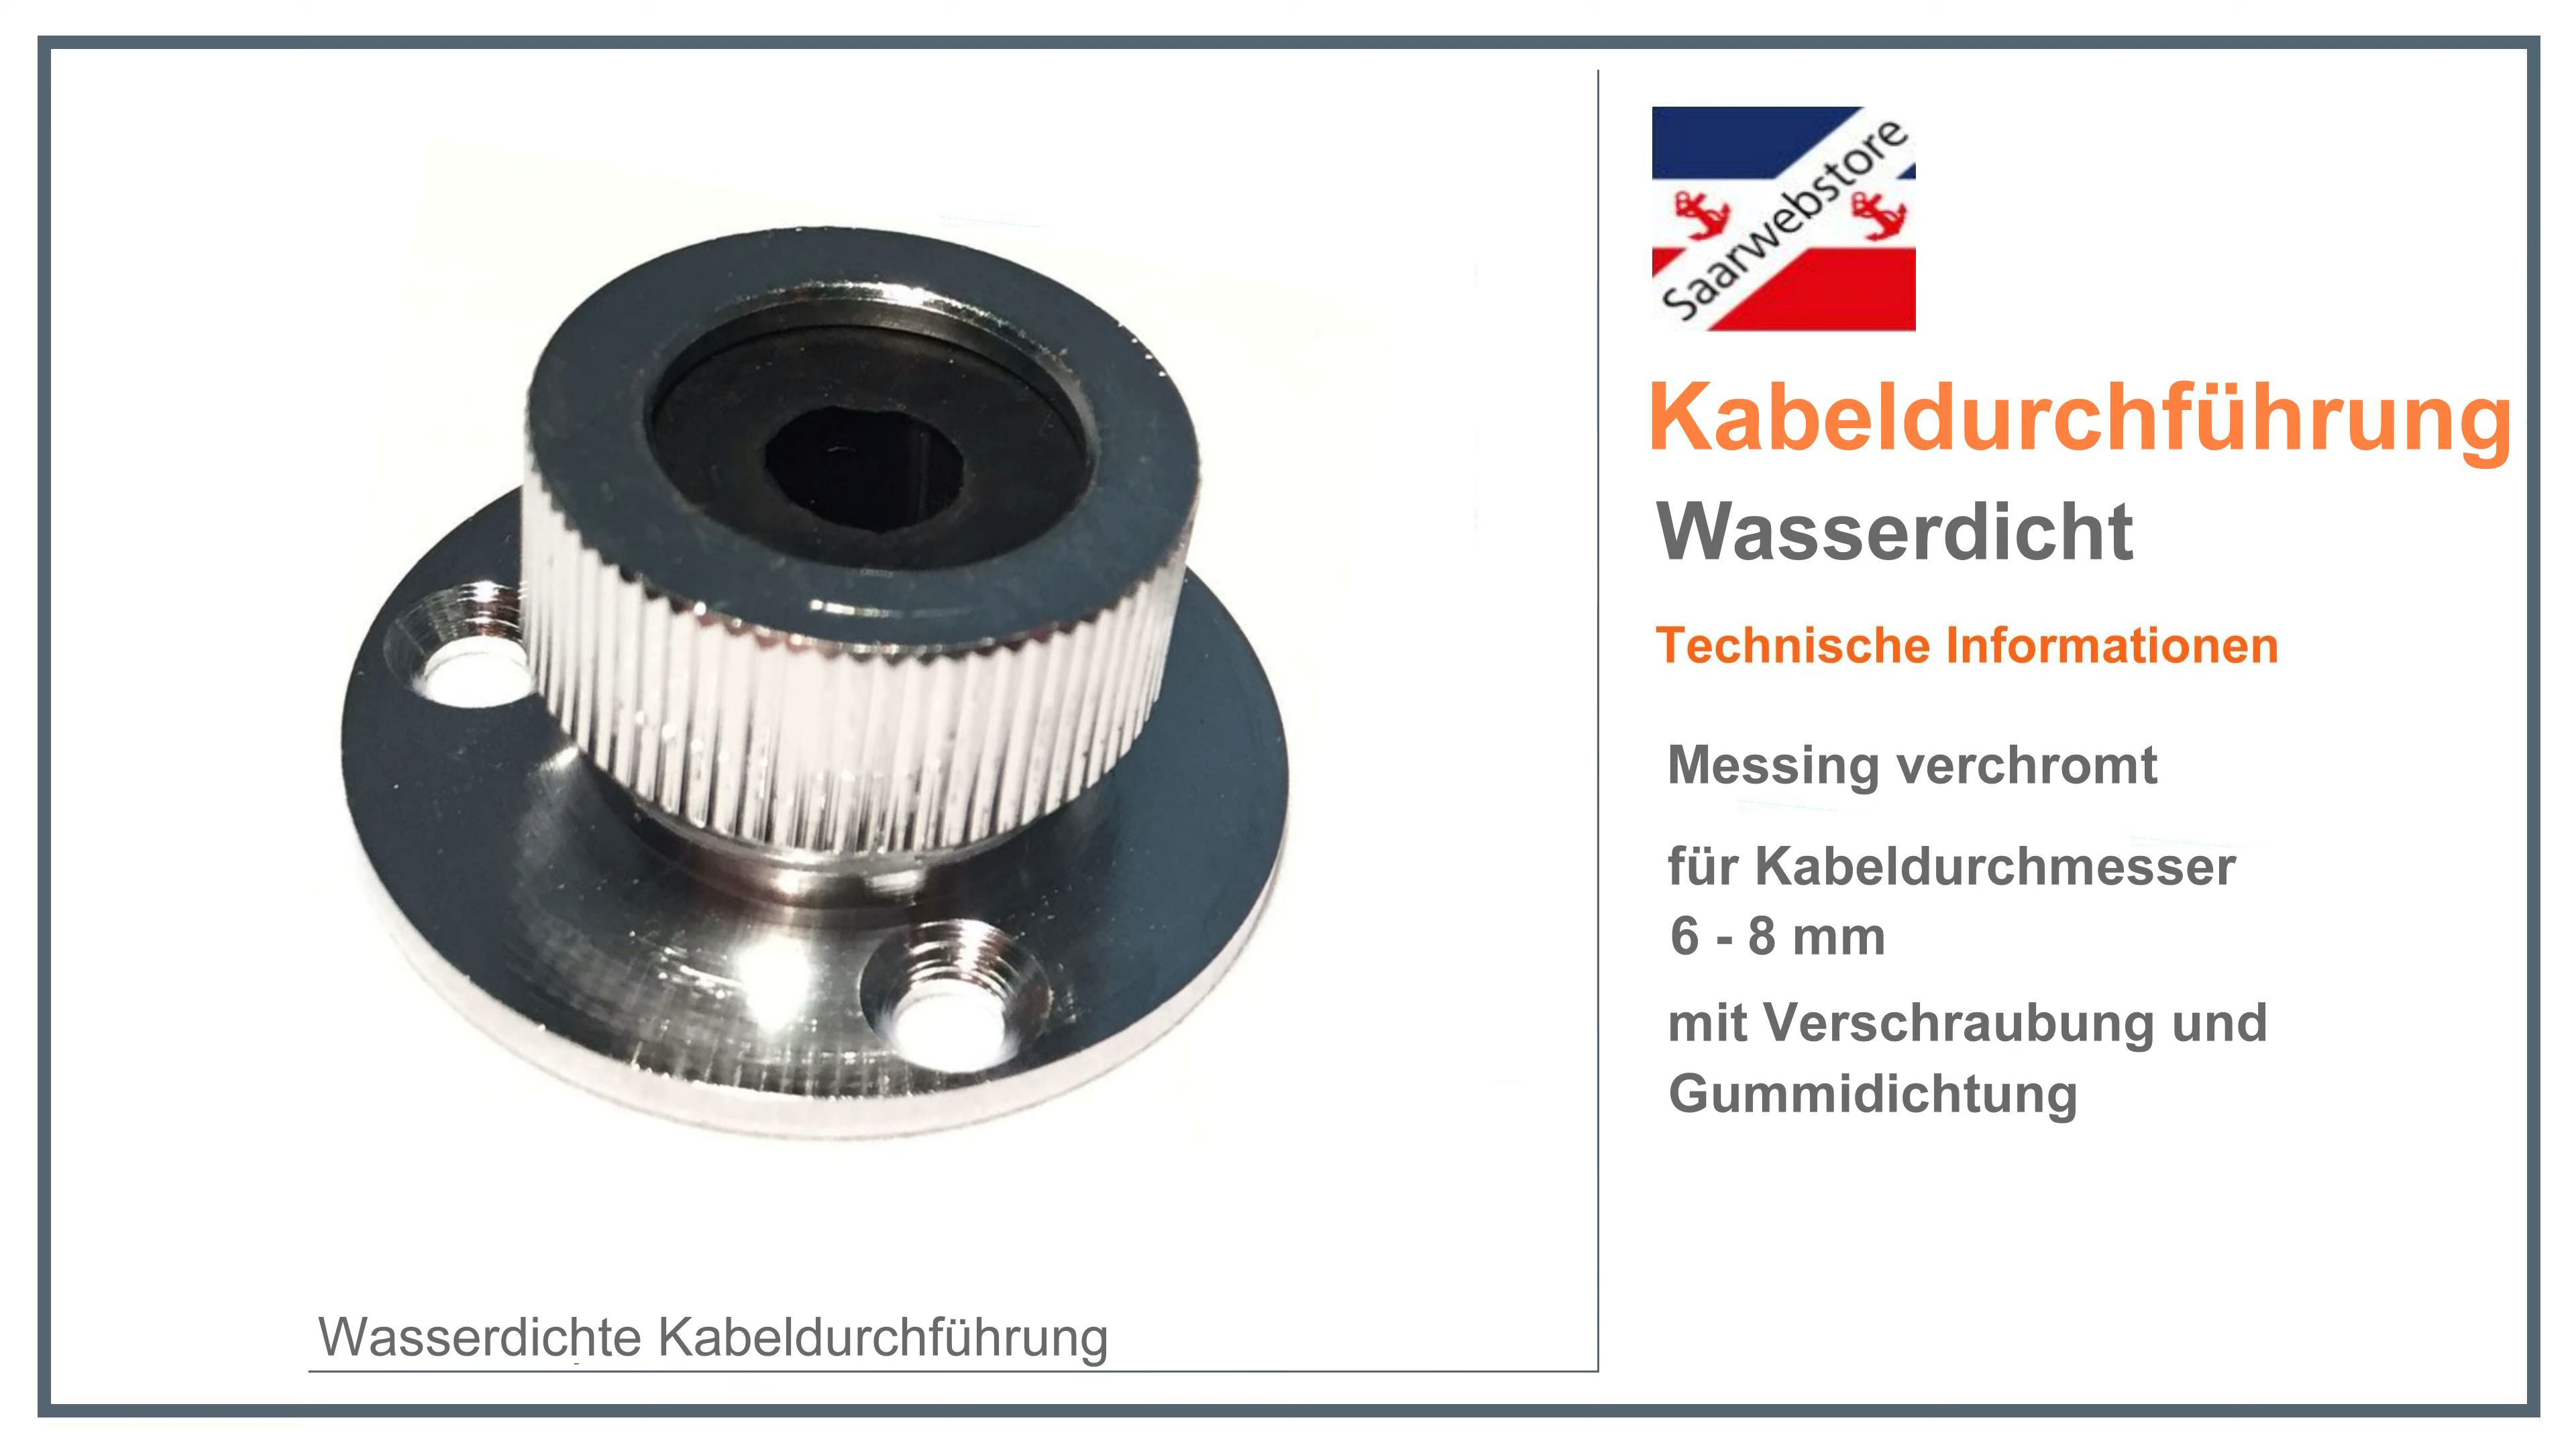 Saarwebstore
Kabeldurchführung
Wasserdicht
Technische Informationen
Messing verchromt
für Kabeldurchmesser
6 - 8 mm
mit Verschraubung und
Gummidichtung
Wasserdichte Kabeldurchführung